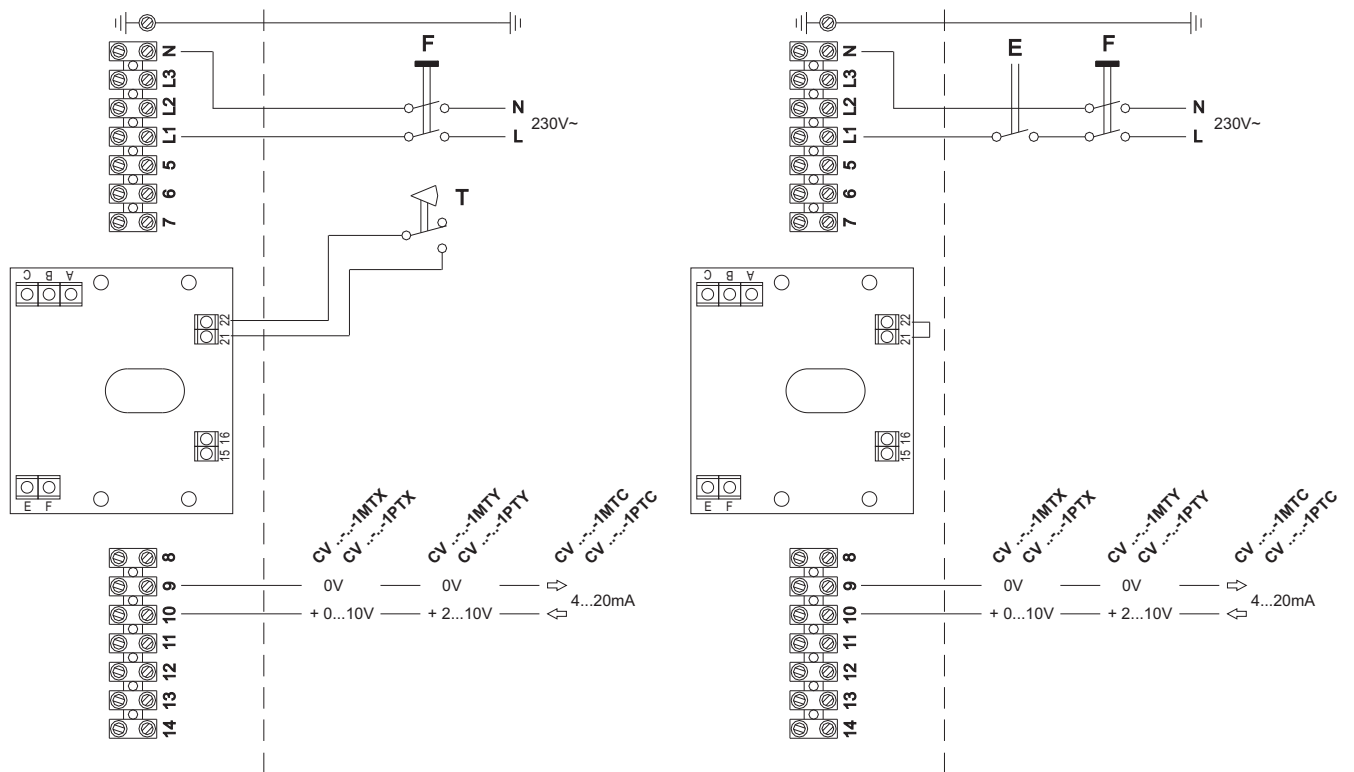 F
N
L3
L2
L1
5
6
7
N
L
230V~
T
C B A
22
21
16
15
E F
CV .-.-.-1MTX
CV .-.-.-1PTX
CV .-.-.-1MTY
CV .-.-.-1PTY
CV .-.-.-1MTC
CV .-.-.-1PTC
8
9
10
11
12
13
14
0V 0V
+ 0...10V + 2...10V
4...20mA
E F
N
L3
L2
L1
5
6
7
N
L
230V~
C B A
22
21
16
15
E F
CV .-.-.-1MTX
CV .-.-.-1PTX
CV .-.-.-1MTY
CV .-.-.-1PTY
CV .-.-.-1MTC
CV .-.-.-1PTC
8
9
10
11
12
13
14
0V 0V
+ 0...10V + 2...10V
4...20mA